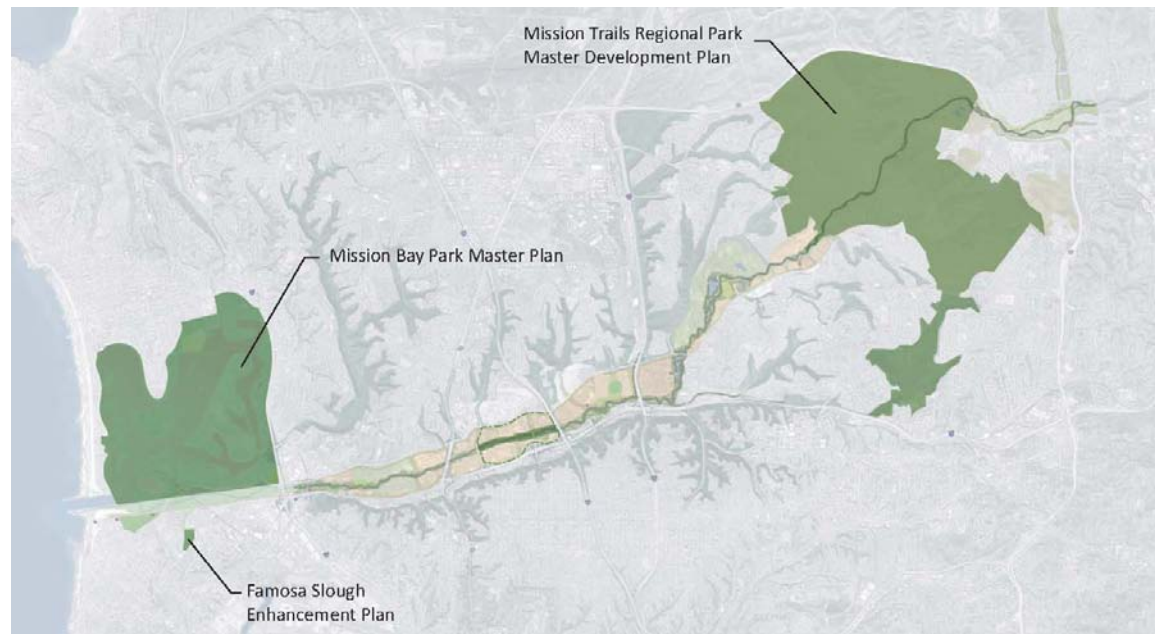 Mission Trails Regional Park
Master Development Plan
Mission Bay Park Master Plan
Famosa Slough
Enhancement Plan